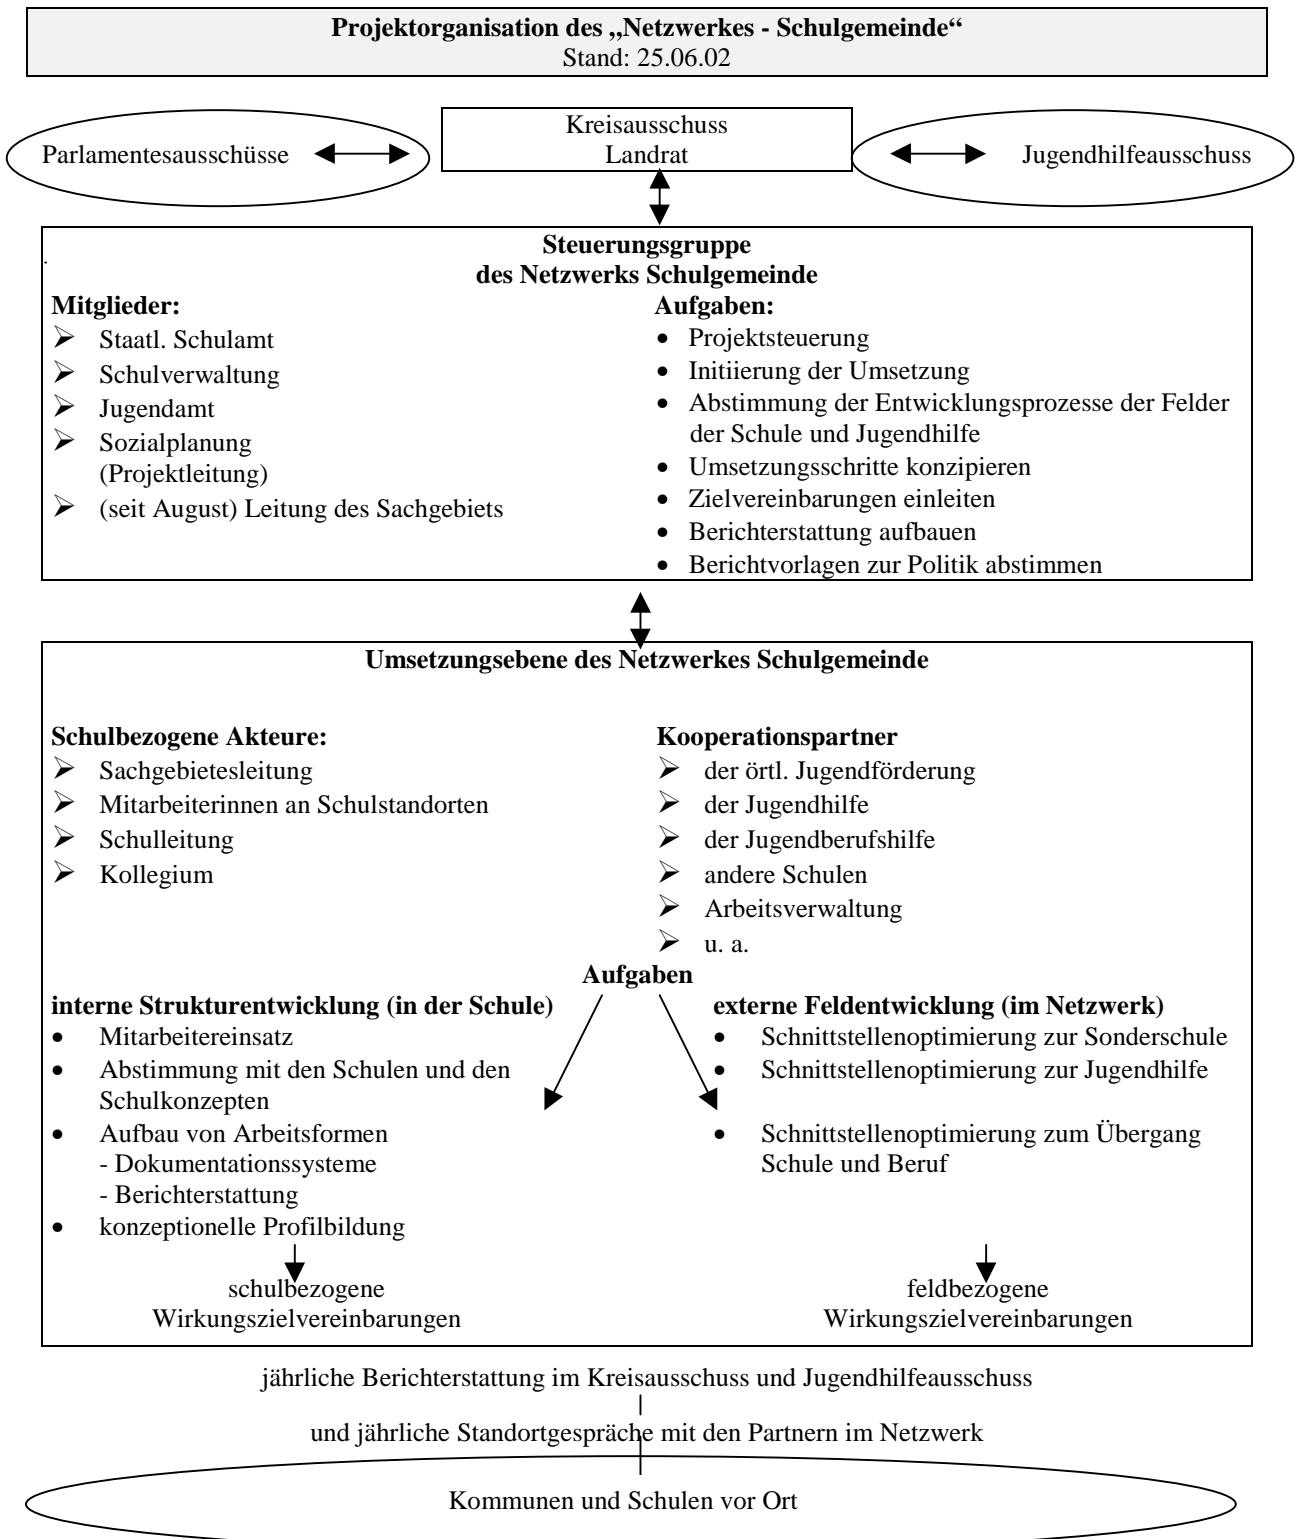 Projektorganisation des „Netzwerkes - Schulgemeinde“
Stand: 25.06.02
Parlamentesausschüsse
Kreisausschuss
Landrat
Jugendhilfeausschuss
Steuerungsgruppe
des Netzwerks Schulgemeinde
Mitglieder:
➢ Staatl. Schulamt
➢ Schulverwaltung
➢ Jugendamt
➢ Sozialplanung
(Projektleitung)
➢ (seit August) Leitung des Sachgebiets
Aufgaben:
• Projektsteuerung
• Initiierung der Umsetzung
• Abstimmung der Entwicklungsprozesse der Felder
der Schule und Jugendhilfe
• Umsetzungsschritte konzipieren
• Zielvereinbarungen einleiten
• Berichterstattung aufbauen
• Berichtvorlagen zur Politik abstimmen
Umsetzungsebene des Netzwerkes Schulgemeinde
Schulbezogene Akteure:
➢ Sachgebietesleitung
➢ Mitarbeiterinnen an Schulstandorten
➢ Schulleitung
➢ Kollegium
Kooperationspartner
➢ der örtl. Jugendförderung
➢ der Jugendhilfe
➢ der Jugendberufshilfe
➢ andere Schulen
➢ Arbeitsverwaltung
➢ u. a.
Aufgaben
interne Strukturentwicklung (in der Schule)
• Mitarbeitereinsatz
• Abstimmung mit den Schulen und den
Schulkonzepten
• Aufbau von Arbeitsformen
- Dokumentationssysteme
- Berichterstattung
• konzeptionelle Profilbildung
schulbezogene
Wirkungszielvereinbarungen
externe Feldentwicklung (im Netzwerk)
• Schnittstellenoptimierung zur Sonderschule
• Schnittstellenoptimierung zur Jugendhilfe
• Schnittstellenoptimierung zum Übergang
Schule und Beruf
feldbezogene
Wirkungszielvereinbarungen
jährliche Berichterstattung im Kreisausschuss und Jugendhilfeausschuss
und jährliche Standortgespräche mit den Partnern im Netzwerk
Kommunen und Schulen vor Ort